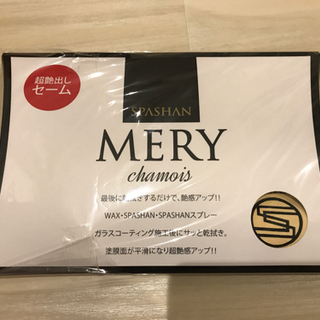 超艶出し
セーム
SPASHAN
MERY
chamois
最後に乾拭きするだけで、艶感アップ!!
WAX・SPASHAN・SPASHANスプレー
ガラスコーティング施工後にサッと乾拭き。
塗膜面が平滑になり超艶感アップ!!